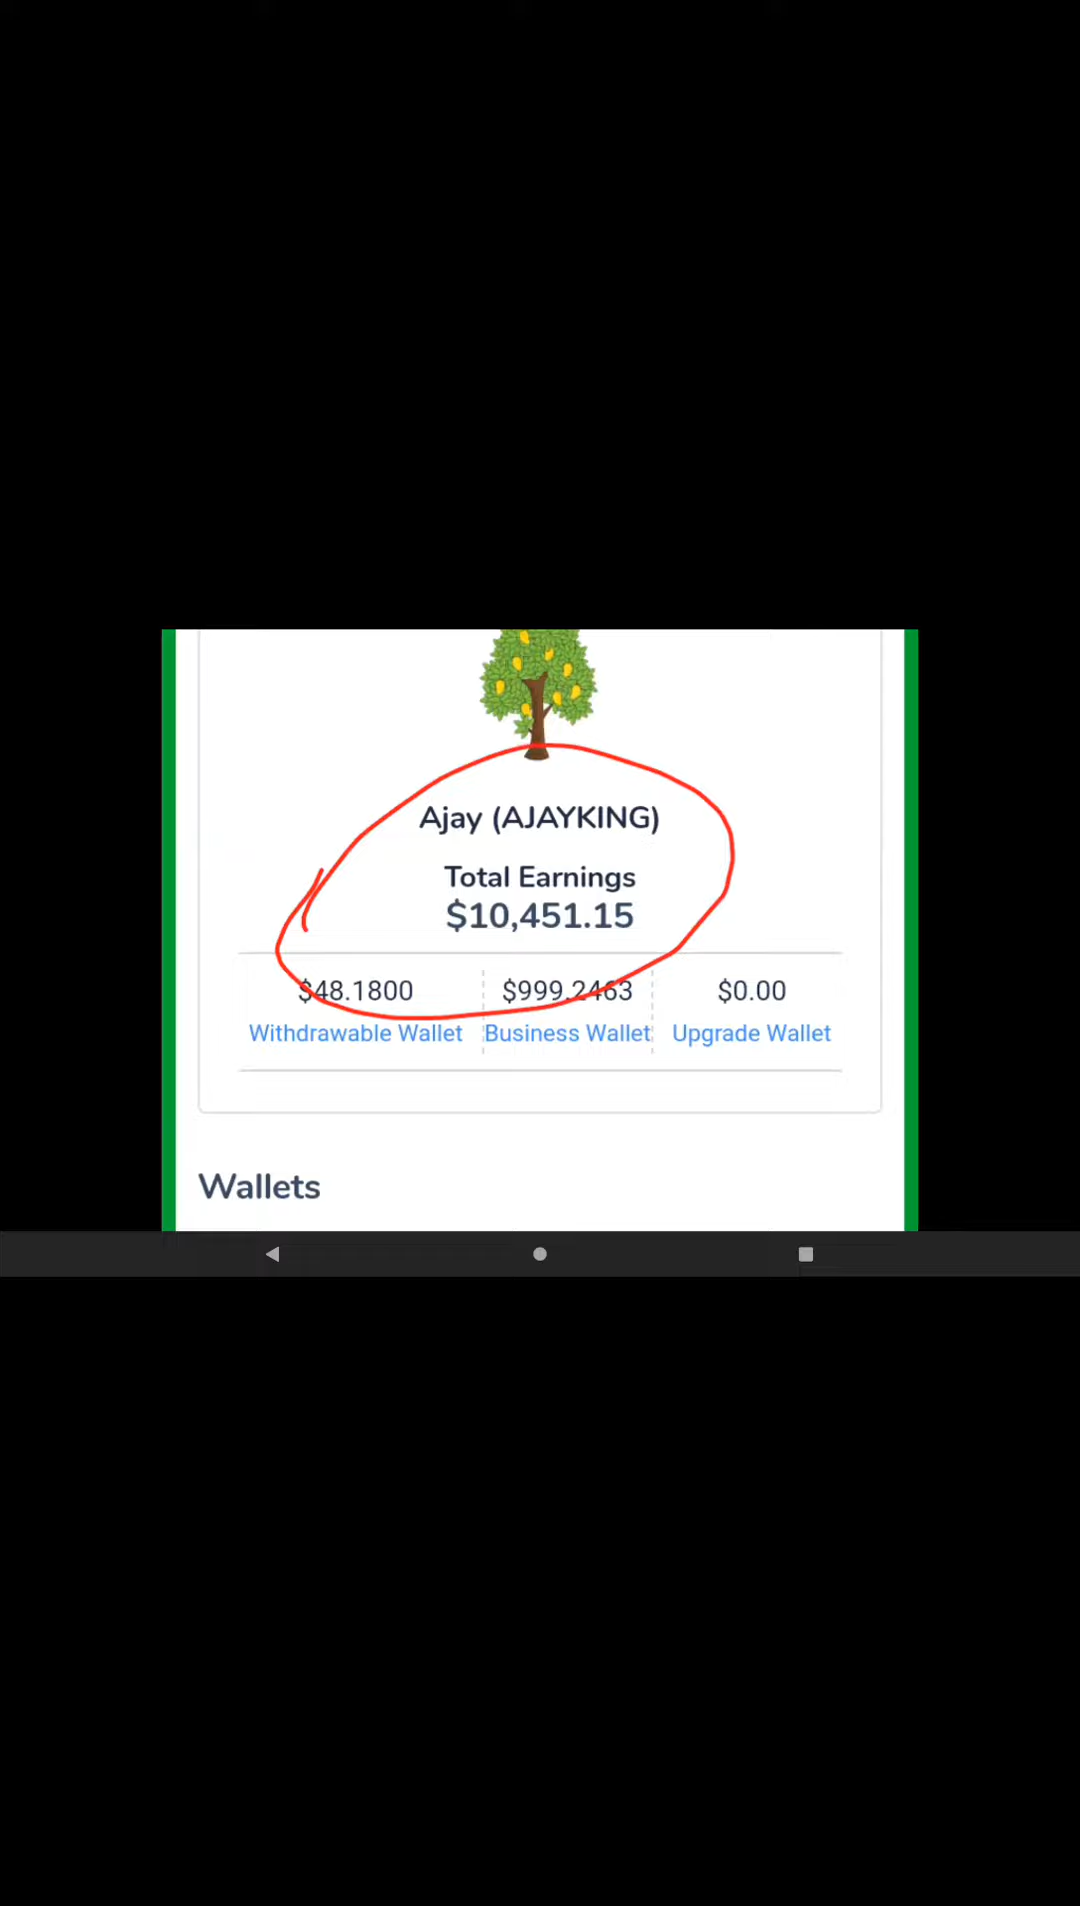 Ajay (AJAYKING)
Total Earnings
$10,451.15
$48.1800 $999.2463 $0.00
Withdrawable Wallet Business Wallet Upgrade Wallet
Wallets